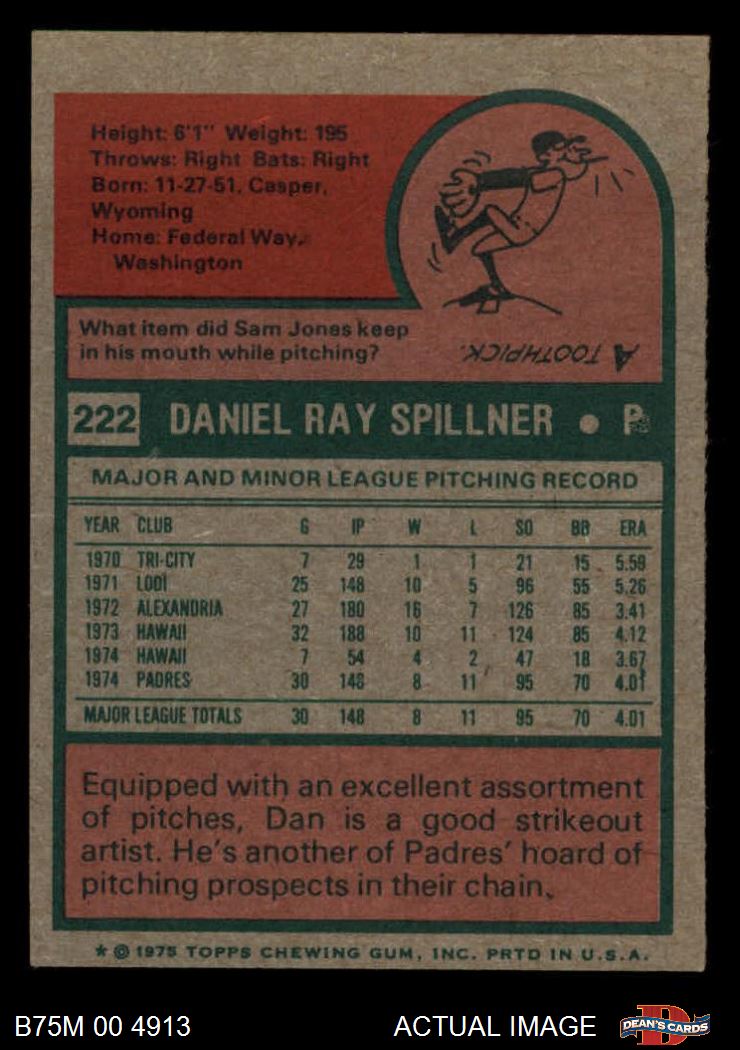 Height: 6'1" Weight: 195
Throws: Right Bats: Right
Born: 11-27-51, Casper,
Wyoming
Home: Federal Way,
Washington
What item did Sam Jones keep
in his mouth while pitching?
A TOOTHPICK.
222 DANIEL RAY SPILLNER • P
MAJOR AND MINOR LEAGUE PITCHING RECORD
YEAR CLUB G IP W L SO BB ERA
1970 TRI-CITY 7 29 1 1 21 15 5.59
1971 LODI 25 148 10 5 96 55 5.26
1972 ALEXANDRIA 27 180 16 7 126 85 3.41
1973 HAWAII 32 188 10 11 124 85 4.12
1974 HAWAII 7 54 4 2 47 18 3.67
1974 PADRES 30 148 8 11 95 70 4.01
MAJOR LEAGUE TOTALS 30 148 8 11 95 70 4.01
Equipped with an excellent assortment
of pitches, Dan is a good strikeout
artist. He's another of Padres' hoard of
pitching prospects in their chain.
* © 1975 TOPPS CHEWING GUM, INC. PRTD IN U.S.A.
B75M 00 4913 ACTUAL IMAGE DEAN'S CARDS